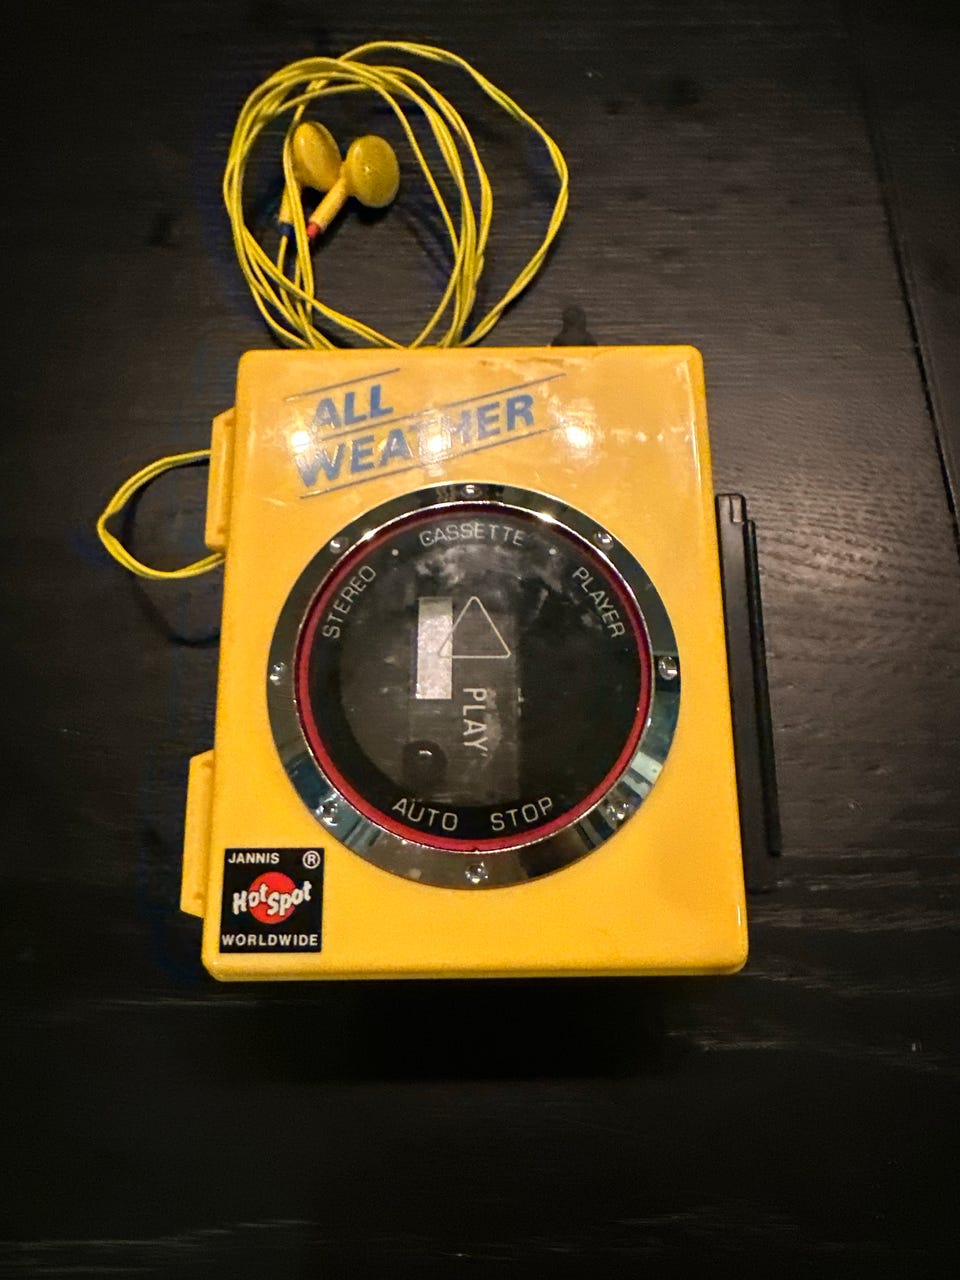 ALL
WEATHER
STEREO CASSETTE PLAYER
PLAY
AUTO STOP
JANNIS ®
HotSpot
WORLDWIDE